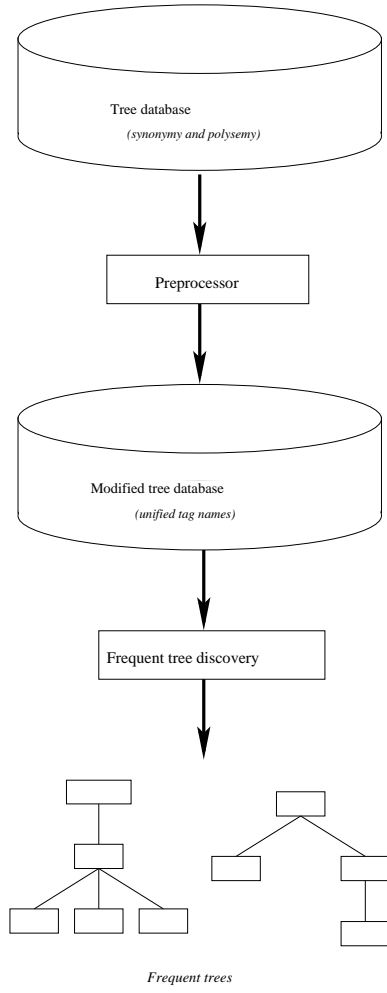 Tree database
(synonymy and polysemy)
Preprocessor
Modified tree database
(unified tag names)
Frequent tree discovery
Frequent trees